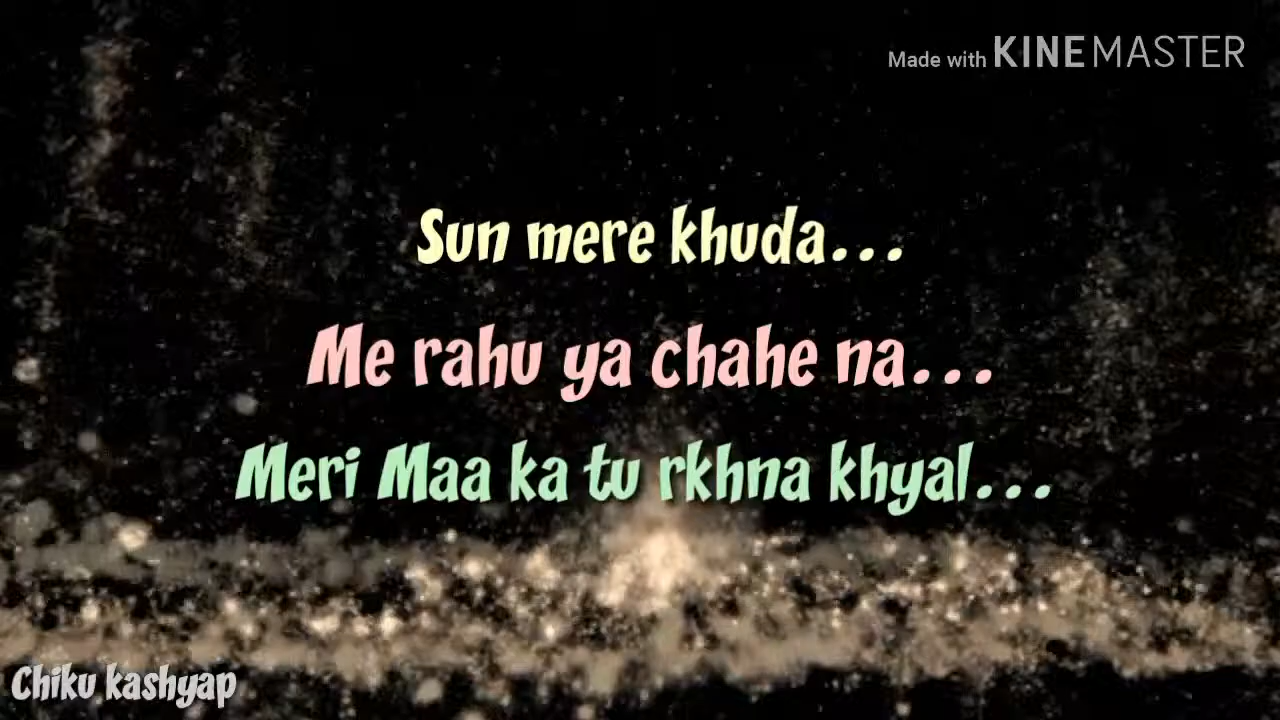 Made with KINEMASTER
Sun mere khuda...
Me rahu ya chahe na...
Meri Maa ka tu rkhna khyal...
Chiku kashyap